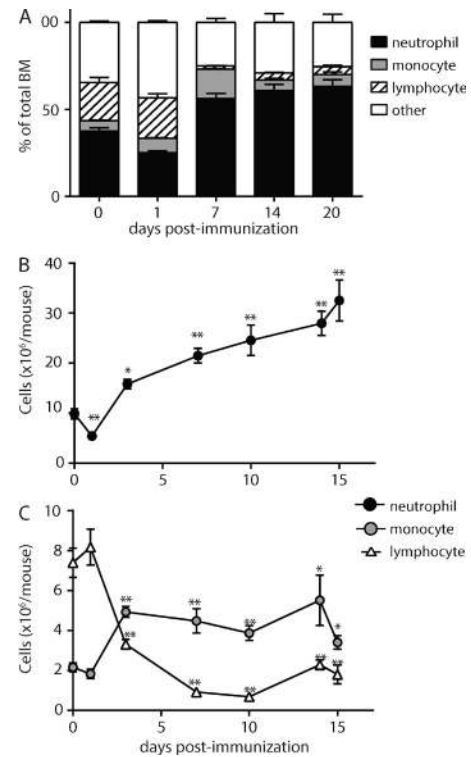 A
00
50
0
% of total BM
neutrophil
monocyte
lymphocyte
other
0 1 7 14 20
days post-immunization
B
40
30
20
10
0
Cells (x10⁶/mouse)
** * ** ** ** **
0 5 10 15
C
neutrophil
monocyte
lymphocyte
10
8
6
4
2
0
Cells (x10⁶/mouse)
** ** ** * *
** ** ** ** **
0 5 10 15
days post-immunization